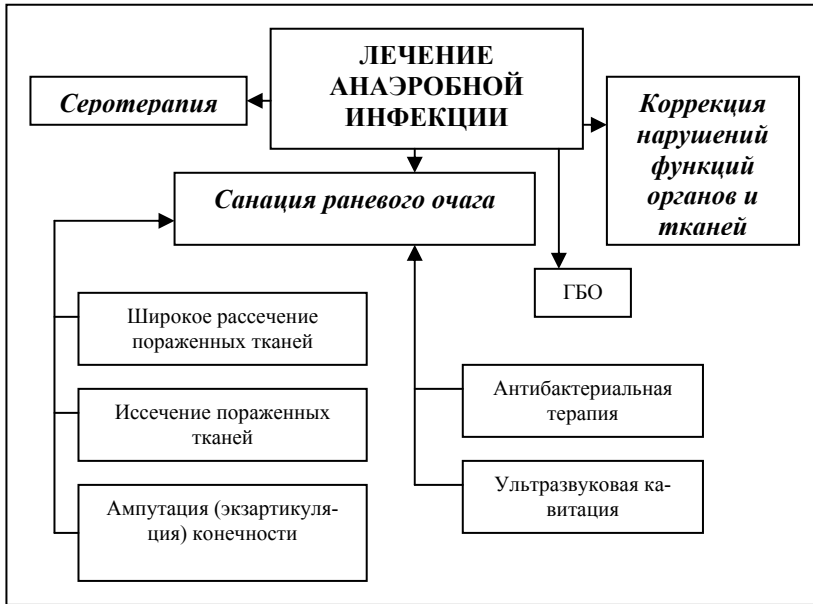 ЛЕЧЕНИЕ
АНАЭРОБНОЙ
ИНФЕКЦИИ
Серотерапия
Коррекция
нарушений
функций
органов и
тканей
Санация раневого очага
ГБО
Широкое рассечение
пораженных тканей
Иссечение пораженных
тканей
Ампутация (экзартикуля-
ция) конечности
Антибактериальная
терапия
Ультразвуковая ка-
витация